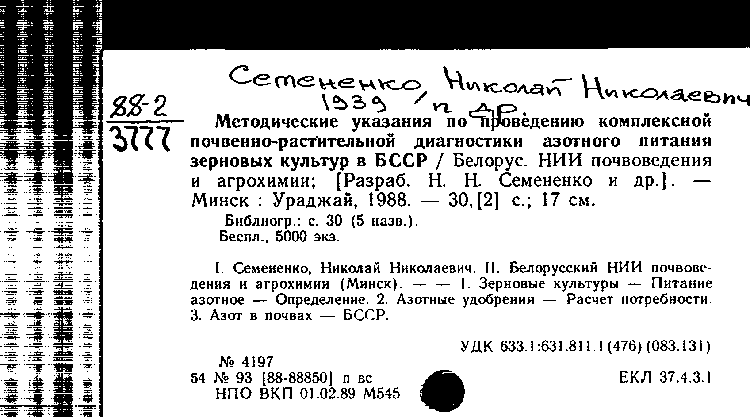 Семененко, Николай Николаевич
1939 / п др.
88-2
3777
Методические указания по проведению комплексной
почвенно-растительной диагностики азотного питания
зерновых культур в БССР / Белорус. НИИ почвоведения
и агрохимии; [Разраб. Н. Н. Семененко и др.]. —
Минск : Ураджай, 1988. — 30,[2] с.; 17 см.
Библиогр.: с. 30 (5 назв.).
Беспл., 5000 экз.
I. Семененко, Николай Николаевич. II. Белорусский НИИ почвове-
дения и агрохимии (Минск). — — 1. Зерновые культуры — Питание
азотное — Определение. 2. Азотные удобрения — Расчет потребности.
3. Азот в почвах — БССР.
УДК 633.1:631.811.1(476)(083.131)
№ 4197
54 № 93 [88-88850] п вс
ЕКЛ 37.4.3.1
НПО ВКП 01.02.89 М545